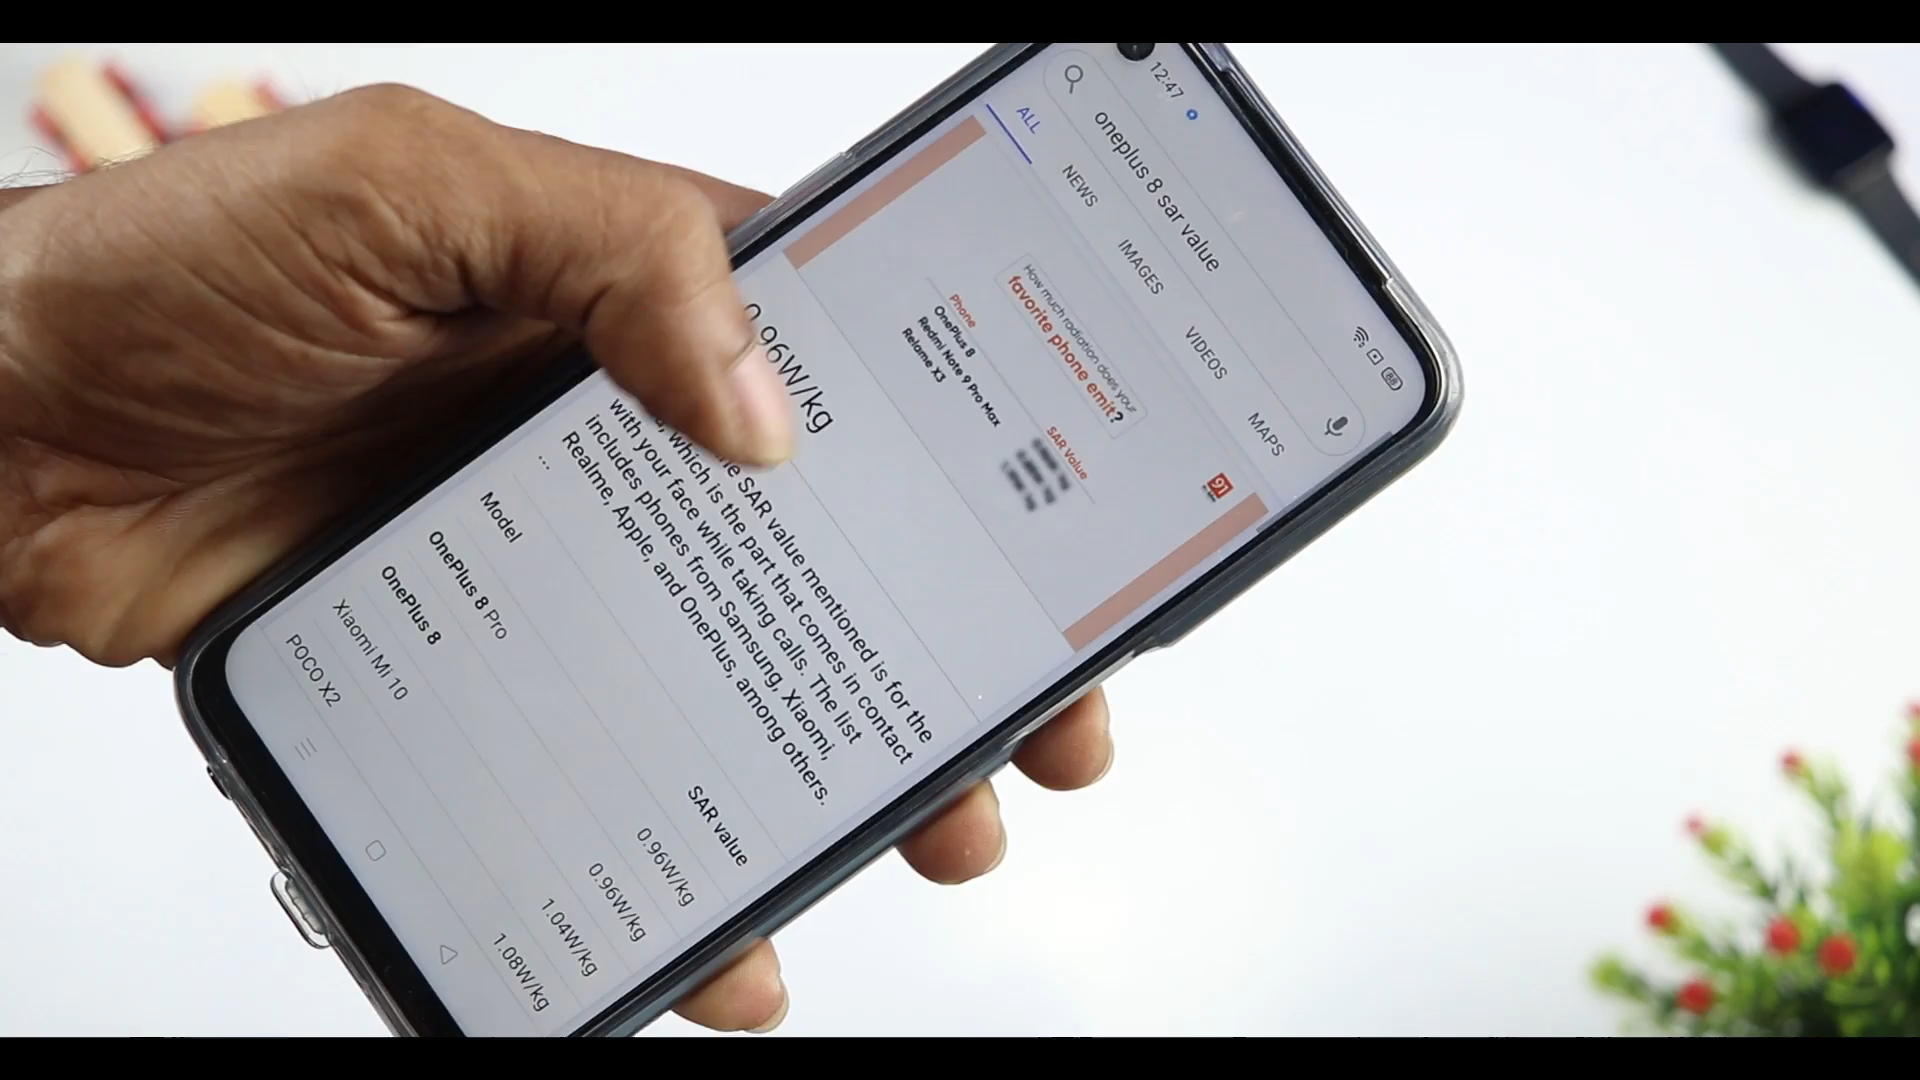 12:47
88
oneplus 8 sar value
ALL
NEWS
IMAGES
VIDEOS
MAPS
91
How much radiation does your
favorite phone emit?
Phone
SAR Value
OnePlus 8
Redmi Note 9 Pro Max
Relame X3
0.96W/kg
SAR value mentioned is for the
which is the part that comes in contact
with your face while taking calls. The list
includes phones from Samsung, Xiaomi,
Realme, Apple, and OnePlus, among others.
...
Model
SAR value
OnePlus 8 Pro
0.96W/kg
OnePlus 8
0.96W/kg
Xiaomi Mi 10
1.04W/kg
POCO X2
1.08W/kg